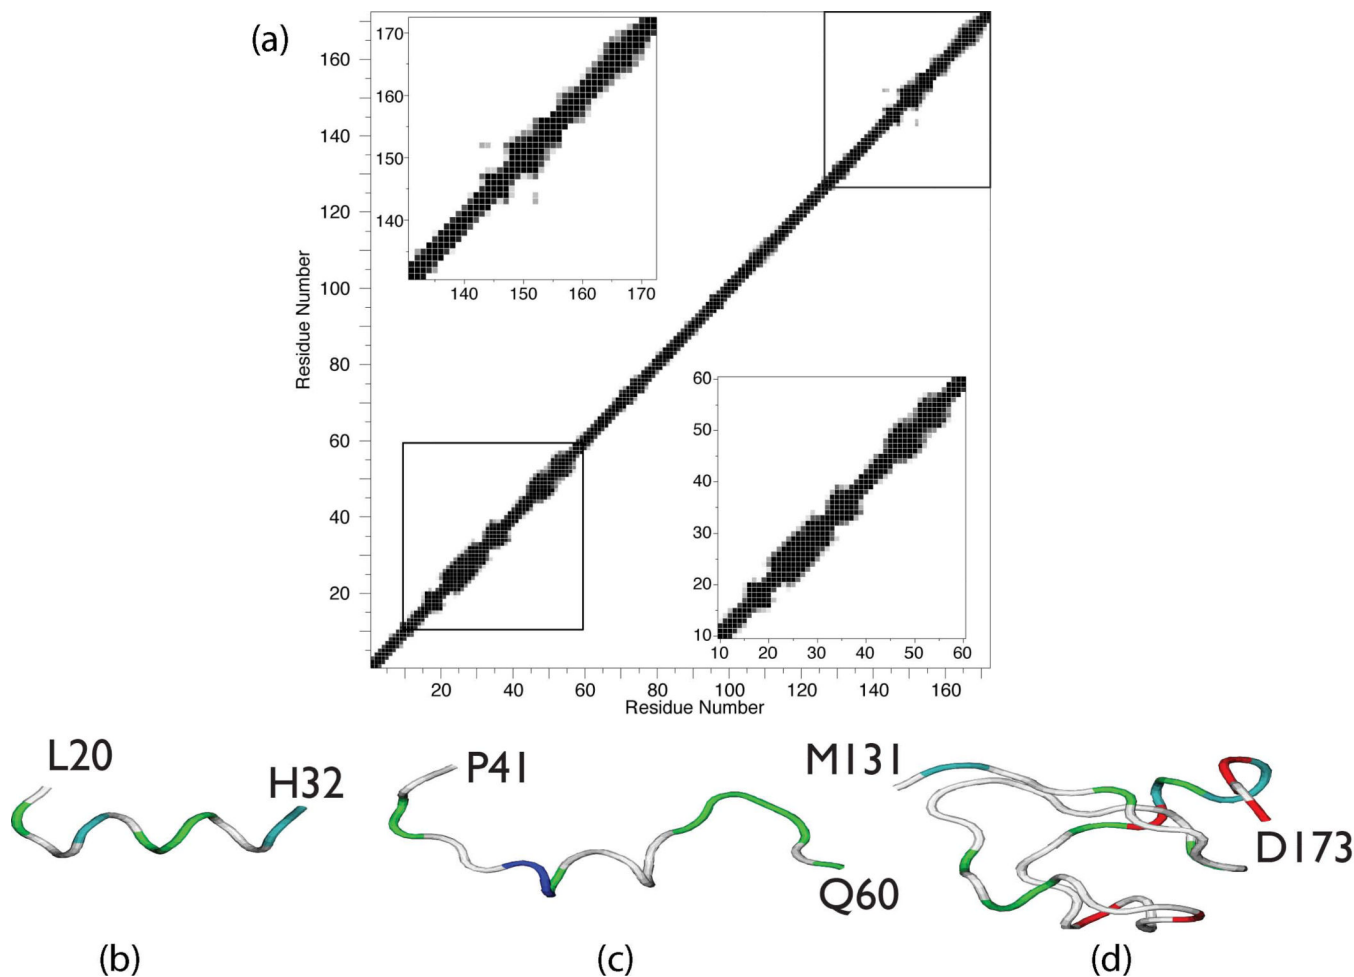 (a)
Residue Number
160
140
120
100
80
60
40
20
20 40 60 80 100 120 140 160
Residue Number
170
160
150
140
140 150 160 170
60
50
40
30
20
10
10 20 30 40 50 60
L20
H32
(b)
P41
Q60
(c)
M131
D173
(d)